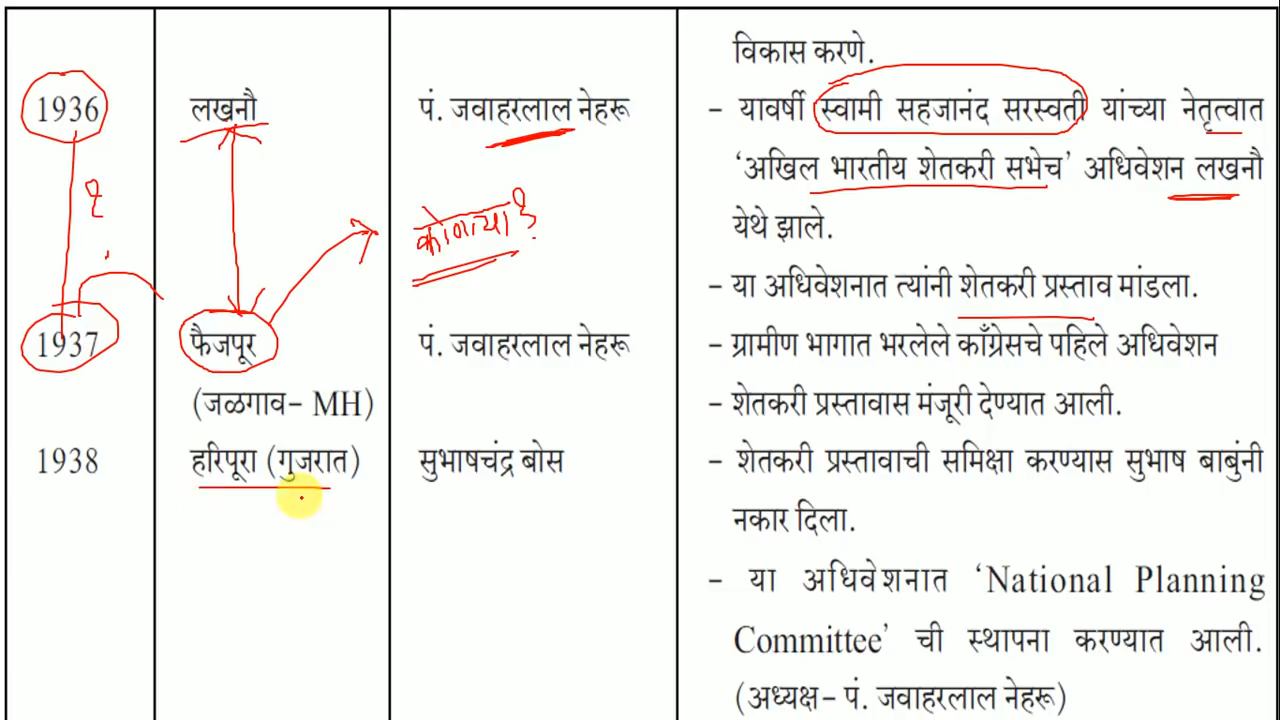 विकास करणे.
1936 लखनौ पं. जवाहरलाल नेहरू – यावर्षी स्वामी सहजानंद सरस्वती यांच्या नेतृत्वात
‘अखिल भारतीय शेतकरी सभेच’ अधिवेशन लखनौ
येथे झाले.
कोणत्या?
– या अधिवेशनात त्यांनी शेतकरी प्रस्ताव मांडला.
1937 फैजपूर पं. जवाहरलाल नेहरू – ग्रामीण भागात भरलेले काँग्रेसचे पहिले अधिवेशन
(जळगाव– MH) – शेतकरी प्रस्तावास मंजूरी देण्यात आली.
1938 हरिपूरा (गुजरात) सुभाषचंद्र बोस – शेतकरी प्रस्तावाची समिक्षा करण्यास सुभाष बाबुंनी
नकार दिला.
– या अधिवेशनात ‘National Planning
Committee’ ची स्थापना करण्यात आली.
(अध्यक्ष– पं. जवाहरलाल नेहरू)